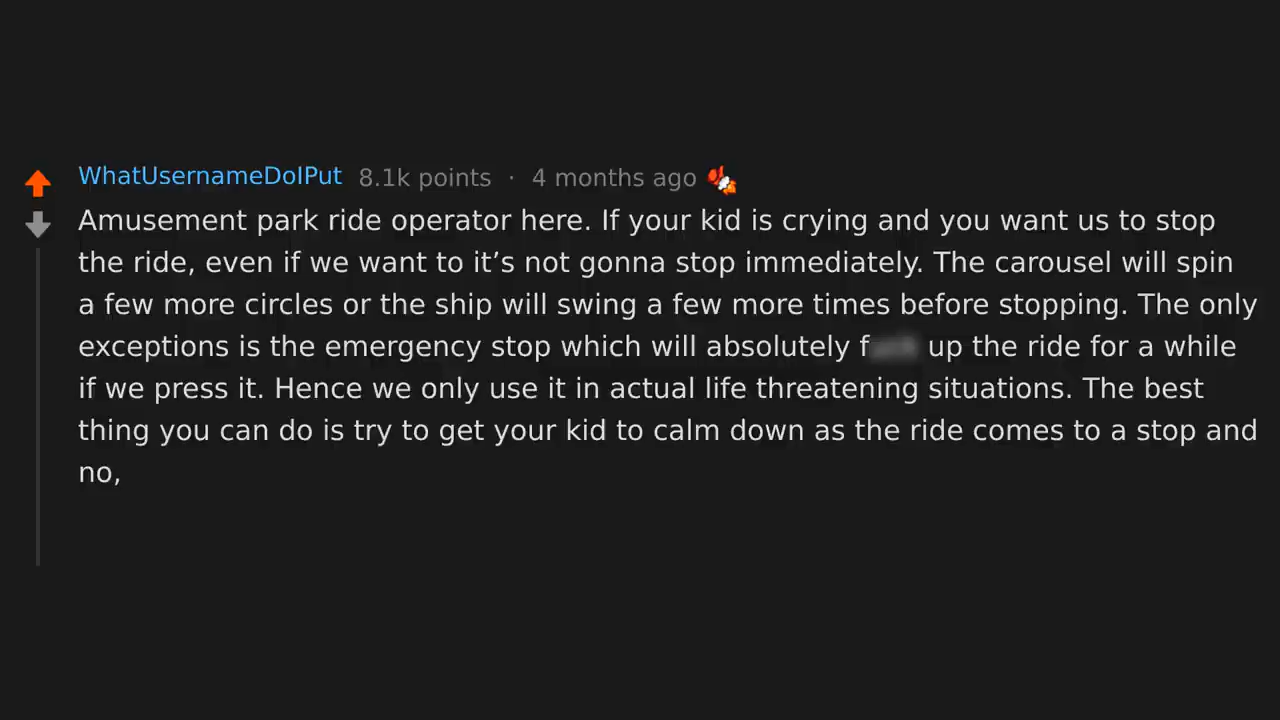 WhatUsernameDoIPut 8.1k points · 4 months ago
Amusement park ride operator here. If your kid is crying and you want us to stop
the ride, even if we want to it’s not gonna stop immediately. The carousel will spin
a few more circles or the ship will swing a few more times before stopping. The only
exceptions is the emergency stop which will absolutely f up the ride for a while
if we press it. Hence we only use it in actual life threatening situations. The best
thing you can do is try to get your kid to calm down as the ride comes to a stop and
no,